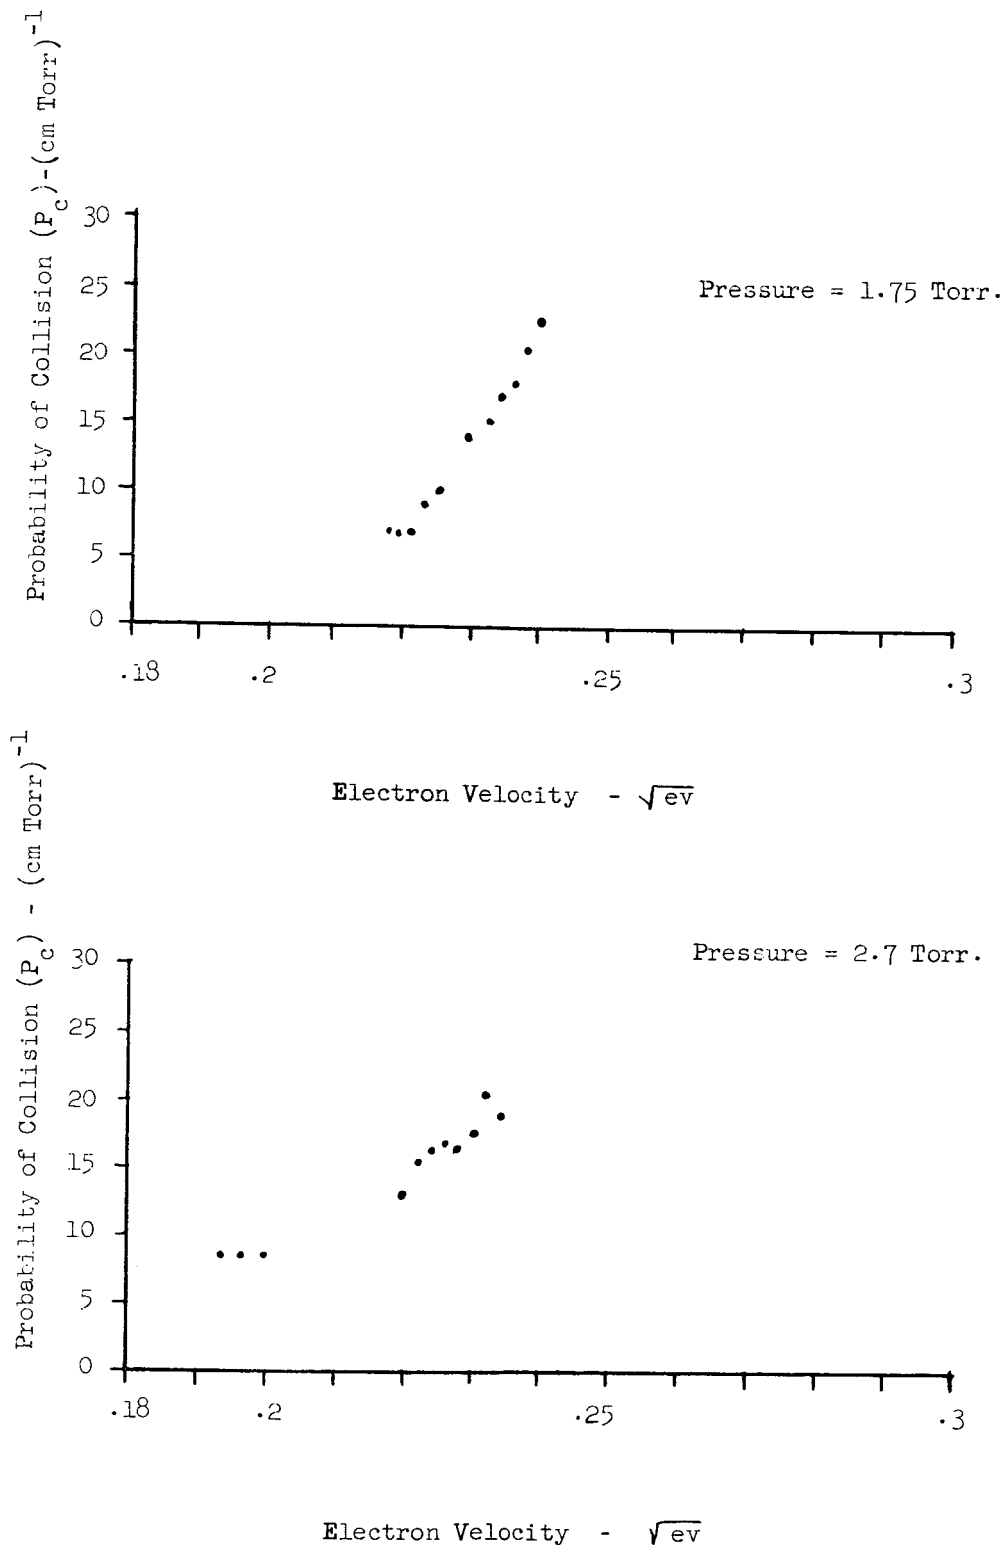 Probability of Collision (Pc)-(cm Torr)-1
30
25
20
15
10
5
0
Pressure = 1.75 Torr.
.18 .2 .25 .3
Electron Velocity - √ev
Probability of Collision (Pc) - (cm Torr)-1
30
25
20
15
10
5
0
Pressure = 2.7 Torr.
.18 .2 .25 .3
Electron Velocity - √ev